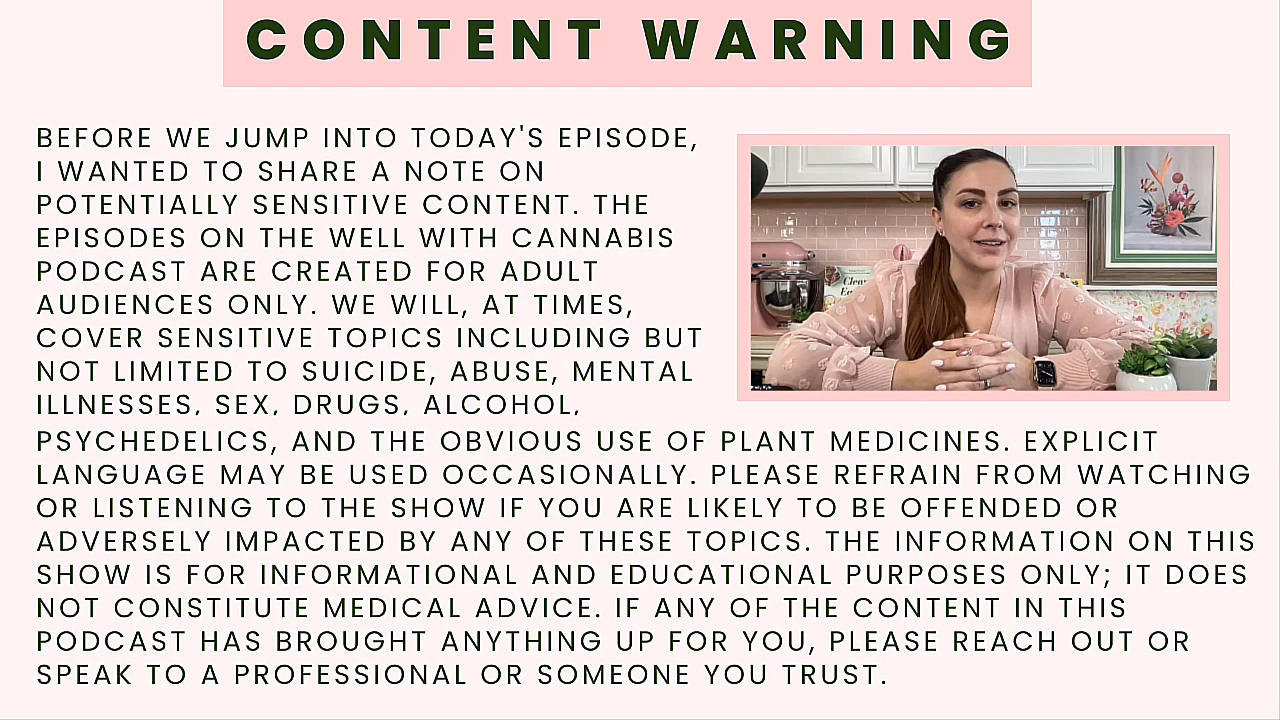 CONTENT WARNING
BEFORE WE JUMP INTO TODAY'S EPISODE,
I WANTED TO SHARE A NOTE ON
POTENTIALLY SENSITIVE CONTENT. THE
EPISODES ON THE WELL WITH CANNABIS
PODCAST ARE CREATED FOR ADULT
AUDIENCES ONLY. WE WILL, AT TIMES,
COVER SENSITIVE TOPICS INCLUDING BUT
NOT LIMITED TO SUICIDE, ABUSE, MENTAL
ILLNESSES, SEX, DRUGS, ALCOHOL,
PSYCHEDELICS, AND THE OBVIOUS USE OF PLANT MEDICINES. EXPLICIT
LANGUAGE MAY BE USED OCCASIONALLY. PLEASE REFRAIN FROM WATCHING
OR LISTENING TO THE SHOW IF YOU ARE LIKELY TO BE OFFENDED OR
ADVERSELY IMPACTED BY ANY OF THESE TOPICS. THE INFORMATION ON THIS
SHOW IS FOR INFORMATIONAL AND EDUCATIONAL PURPOSES ONLY; IT DOES
NOT CONSTITUTE MEDICAL ADVICE. IF ANY OF THE CONTENT IN THIS
PODCAST HAS BROUGHT ANYTHING UP FOR YOU, PLEASE REACH OUT OR
SPEAK TO A PROFESSIONAL OR SOMEONE YOU TRUST.